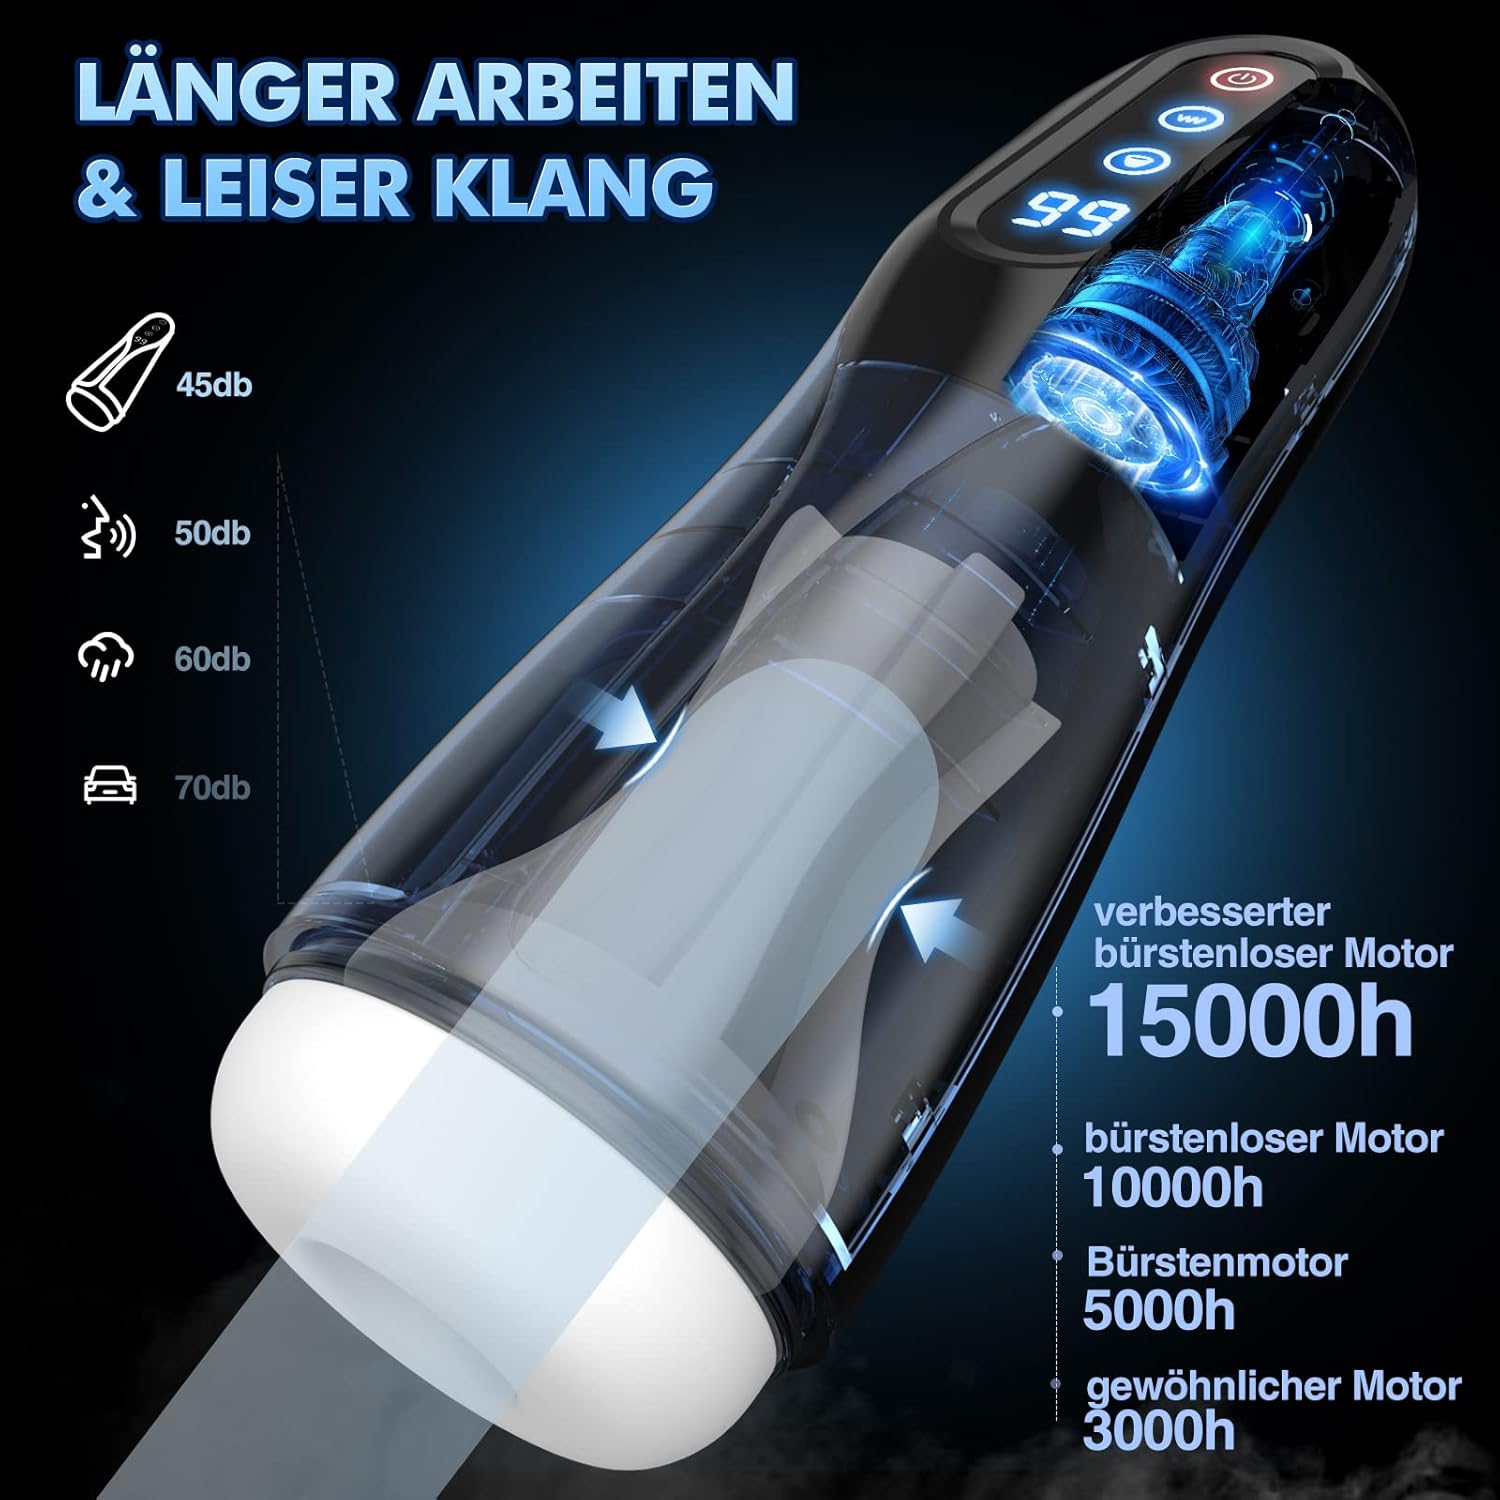 LÄNGER ARBEITEN
& LEISER KLANG
99
45db
50db
60db
70db
verbesserter
bürstenloser Motor
15000h
bürstenloser Motor
10000h
Bürstenmotor
5000h
gewöhnlicher Motor
3000h